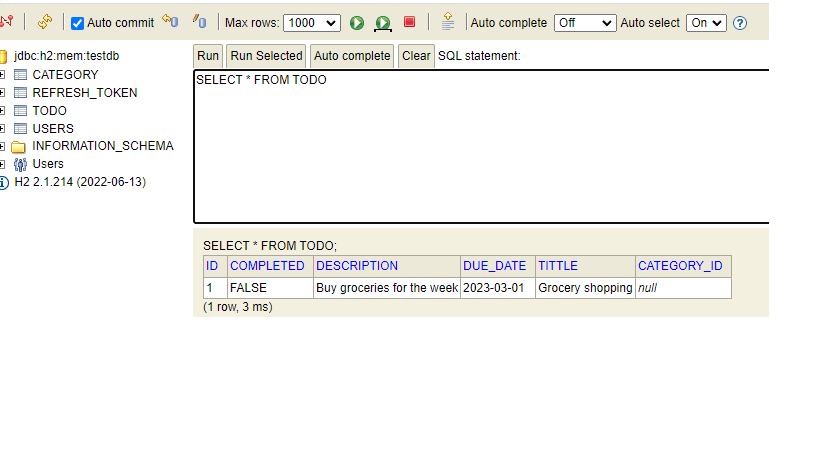 Auto commit Max rows: 1000 Auto complete Off Auto select On ?
jdbc:h2:mem:testdb
CATEGORY
REFRESH_TOKEN
TODO
USERS
INFORMATION_SCHEMA
Users
H2 2.1.214 (2022-06-13)
Run Run Selected Auto complete Clear SQL statement:
SELECT * FROM TODO
SELECT * FROM TODO;
ID COMPLETED DESCRIPTION DUE_DATE TITTLE CATEGORY_ID
1 FALSE Buy groceries for the week 2023-03-01 Grocery shopping null
(1 row, 3 ms)